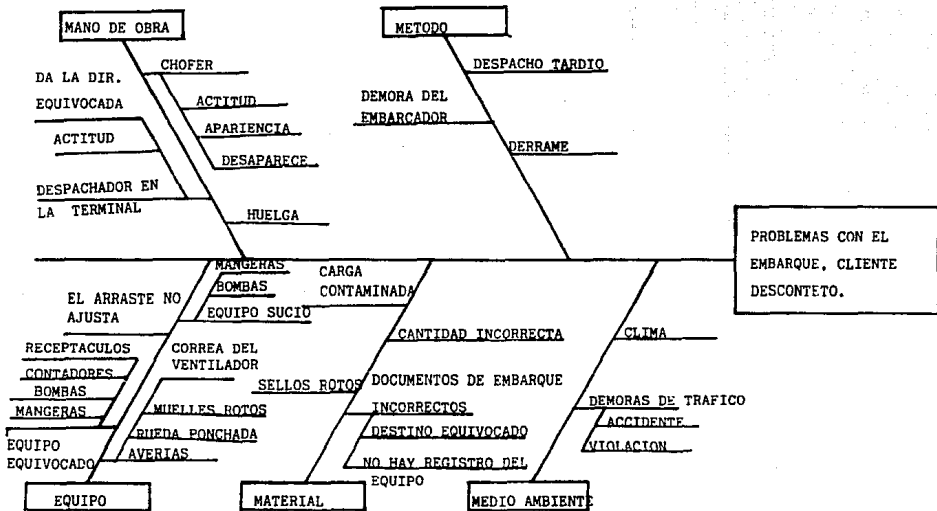 MANO DE OBRA
METODO
CHOFER
DESPACHO TARDIO
DA LA DIR.
EQUIVOCADA
ACTITUD
APARIENCIA
DESAPARECE
ACTITUD
DEMORA DEL
EMBARCADOR
DERRAME
DESPACHADOR EN
LA TERMINAL
HUELGA
PROBLEMAS CON EL
EMBARQUE, CLIENTE
DESCONTETO.
MANGERAS
BOMBAS
EQUIPO SUCIO
EL ARRASTE NO
AJUSTA
RECEPTACULOS
CONTADORES
BOMBAS
MANGERAS
EQUIPO
EQUIVOCADO
CORREA DEL
VENTILADOR
MUELLES ROTOS
RUEDA PONCHADA
AVERIAS
EQUIPO
CARGA
CONTAMINADA
CANTIDAD INCORRECTA
SELLOS ROTOS
DOCUMENTOS DE EMBARQUE
INCORRECTOS
DESTINO EQUIVOCADO
NO HAY REGISTRO DEL
EQUIPO
MATERIAL
CLIMA
DEMORAS DE TRAFICO
ACCIDENTE
VIOLACION
MEDIO AMBIENTE